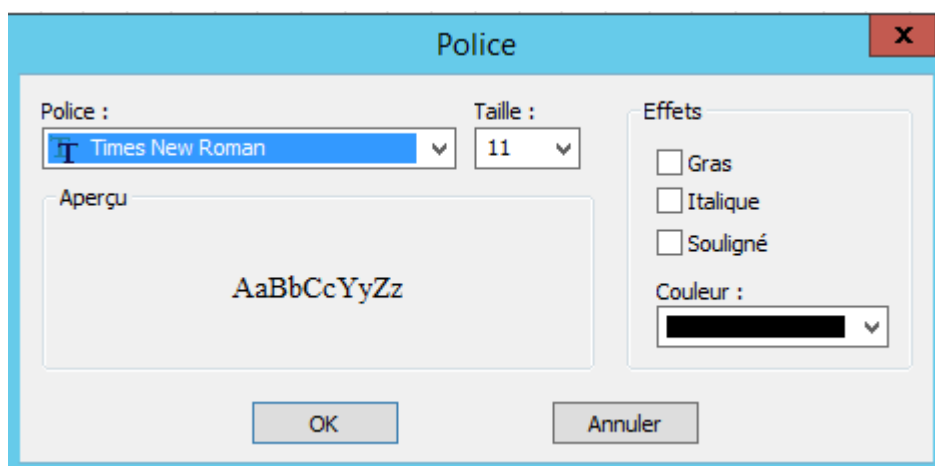 Police
x
Police :
Taille :
Effets
Times New Roman
11
Gras
Italique
Souligné
Aperçu
AaBbCcYyZz
Couleur :
OK
Annuler